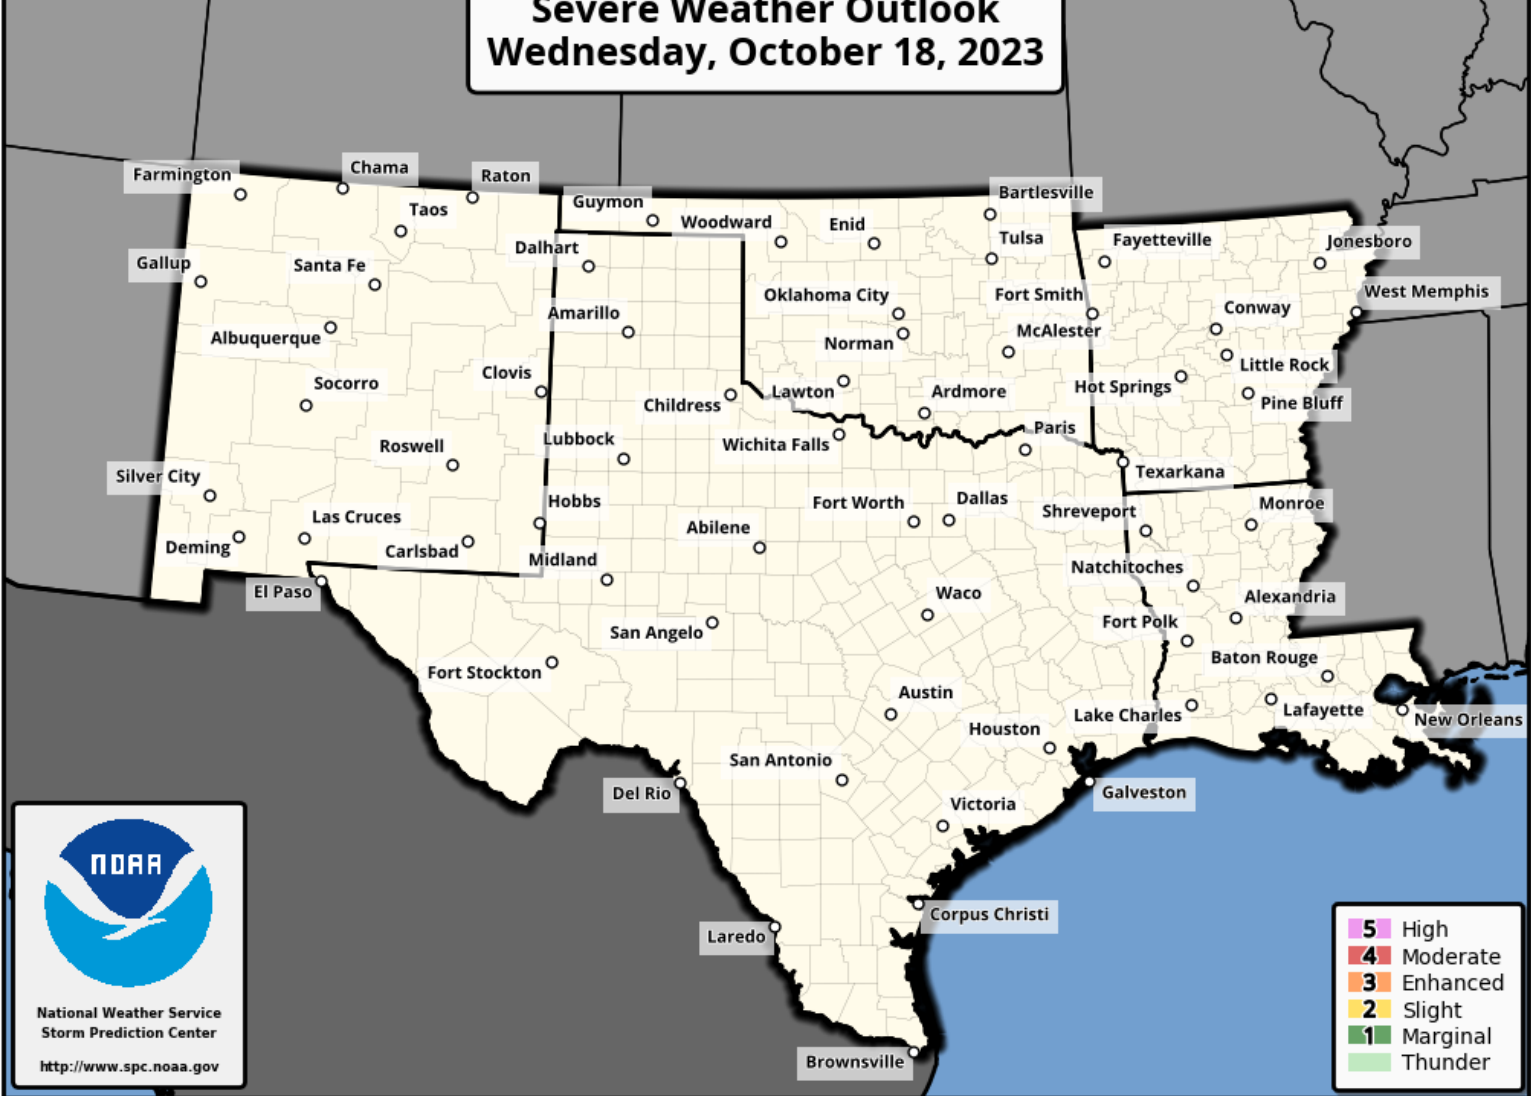 Severe Weather Outlook
Wednesday, October 18, 2023
Farmington
Chama
Raton
Taos
Guymon
Woodward
Enid
Bartlesville
Tulsa
Fayetteville
Jonesboro
Gallup
Santa Fe
Dalhart
Amarillo
Oklahoma City
Fort Smith
West Memphis
Conway
Albuquerque
Norman
McAlester
Little Rock
Socorro
Clovis
Childress
Lawton
Ardmore
Hot Springs
Pine Bluff
Roswell
Lubbock
Wichita Falls
Paris
Texarkana
Silver City
Las Cruces
Hobbs
Abilene
Fort Worth
Dallas
Shreveport
Monroe
Deming
Carlsbad
Midland
Natchitoches
El Paso
Waco
Alexandria
San Angelo
Fort Polk
Fort Stockton
Baton Rouge
Austin
Lake Charles
Lafayette
New Orleans
Houston
San Antonio
Del Rio
Victoria
Galveston
Corpus Christi
Laredo
Brownsville
NOAA
National Weather Service
Storm Prediction Center
http://www.spc.noaa.gov
5 High
4 Moderate
3 Enhanced
2 Slight
1 Marginal
Thunder